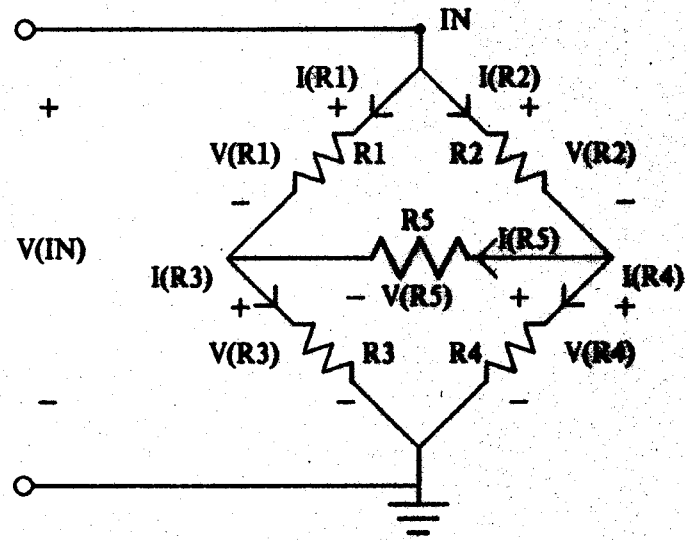 IN
I(R1) I(R2)
+ + +
V(R1) R1 R2 V(R2)
− −
R5
V(IN) I(R5)
I(R3) I(R4)
+ − V(R5) + +
V(R3) R3 R4 V(R4)
− − −